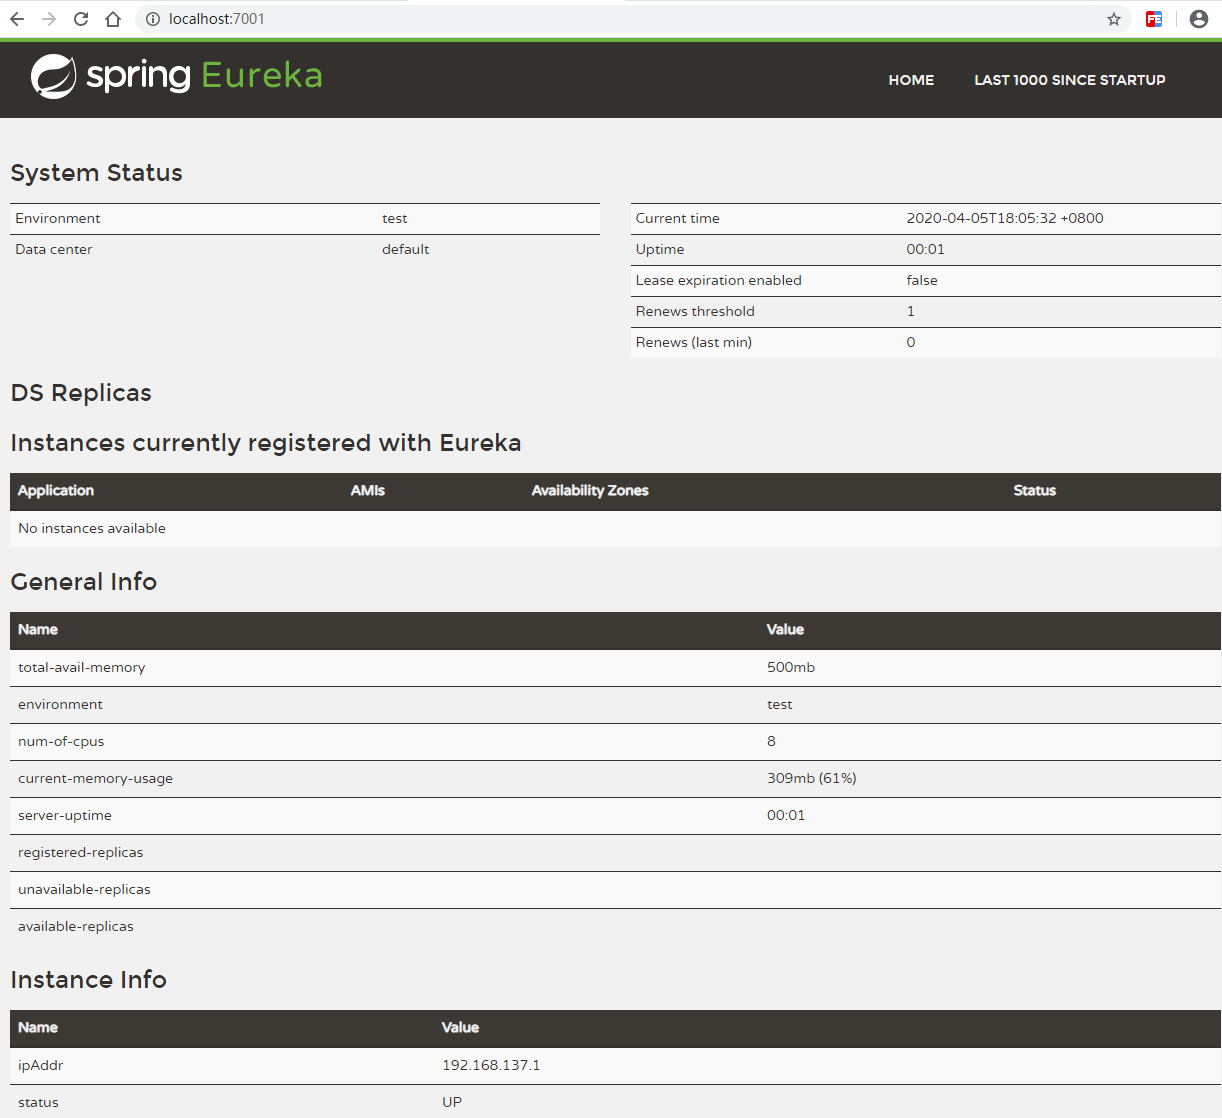 localhost:7001
spring Eureka
HOME LAST 1000 SINCE STARTUP
System Status
Environment test
Data center default
Current time 2020-04-05T18:05:32 +0800
Uptime 00:01
Lease expiration enabled false
Renews threshold 1
Renews (last min) 0
DS Replicas
Instances currently registered with Eureka
Application AMIs Availability Zones Status
No instances available
General Info
Name Value
total-avail-memory 500mb
environment test
num-of-cpus 8
current-memory-usage 309mb (61%)
server-uptime 00:01
registered-replicas
unavailable-replicas
available-replicas
Instance Info
Name Value
ipAddr 192.168.137.1
status UP